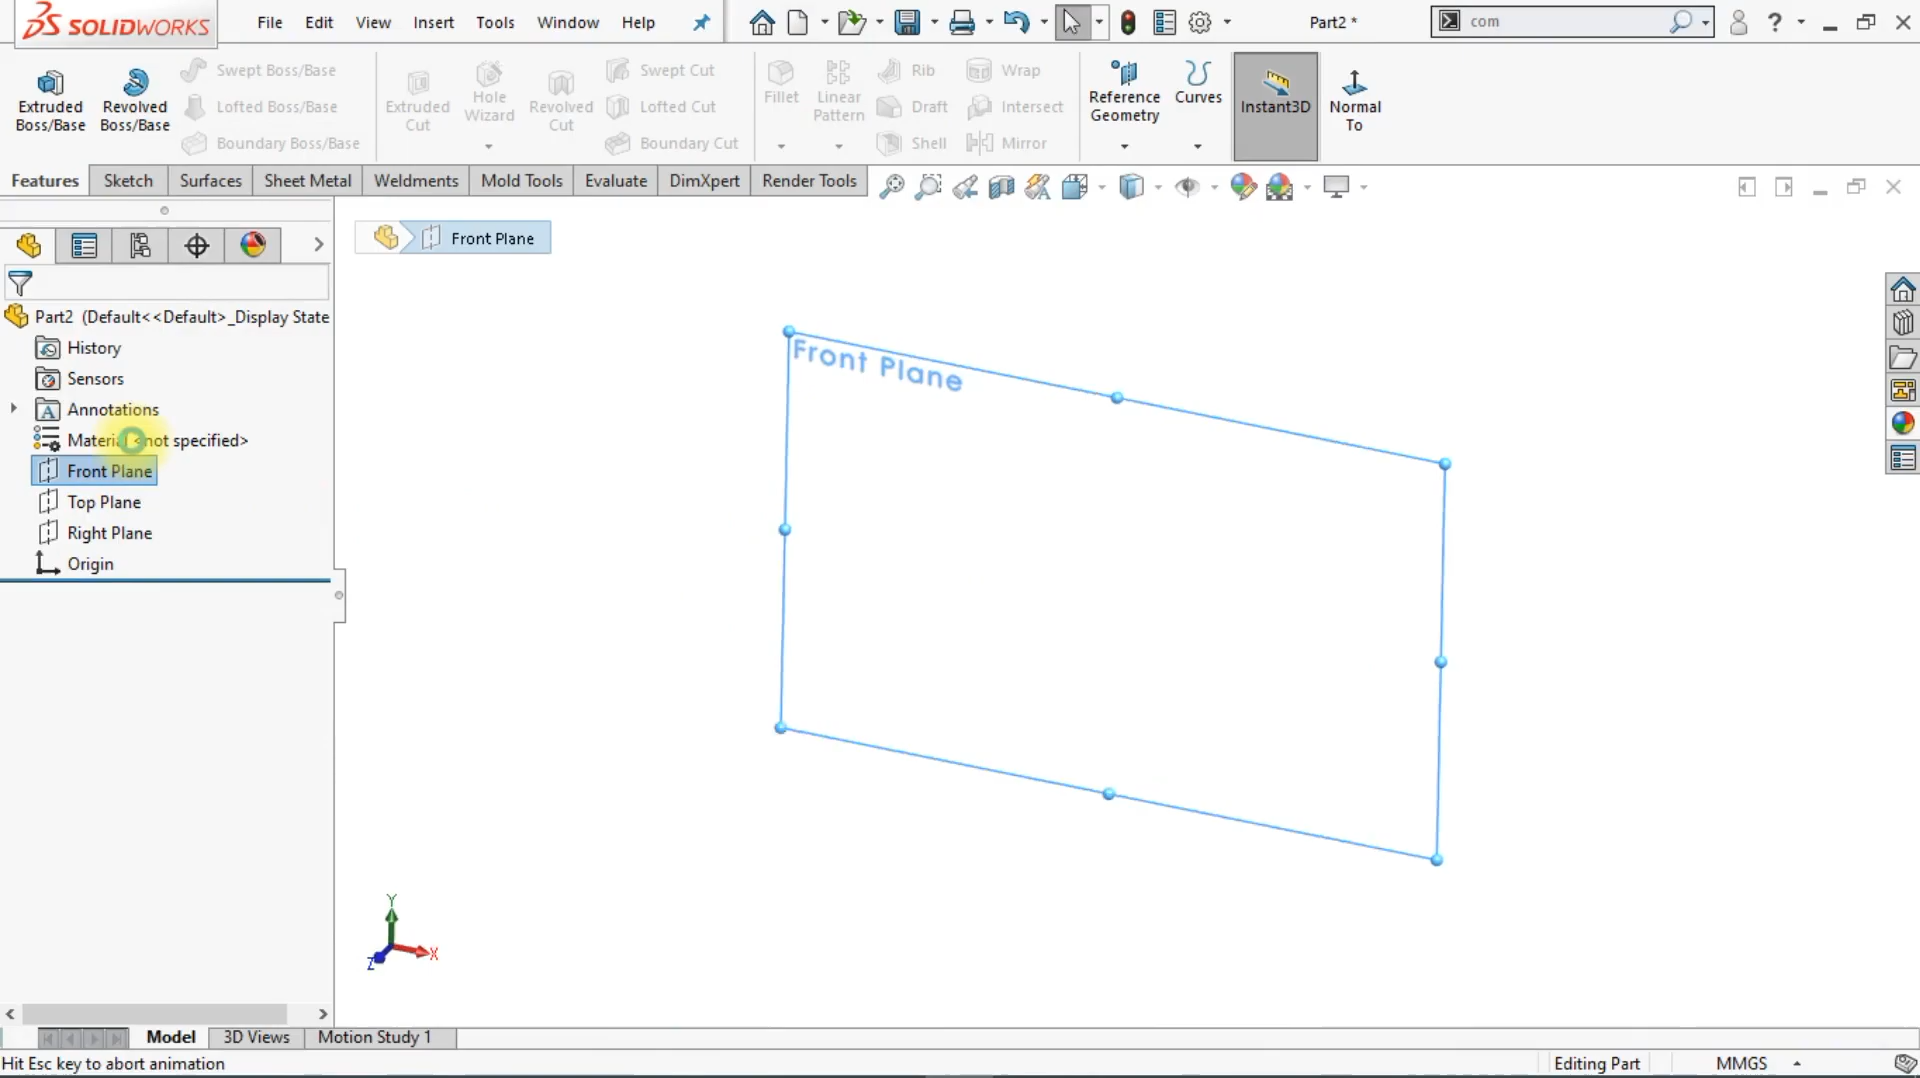 SOLIDWORKS
File Edit View Insert Tools Window Help
Part2 *
com
Extruded Boss/Base
Revolved Boss/Base
Swept Boss/Base
Lofted Boss/Base
Boundary Boss/Base
Extruded Cut
Hole Wizard
Revolved Cut
Swept Cut
Lofted Cut
Boundary Cut
Fillet
Linear Pattern
Rib
Draft
Shell
Wrap
Intersect
Mirror
Reference Geometry
Curves
Instant3D
Normal To
Features Sketch Surfaces Sheet Metal Weldments Mold Tools Evaluate DimXpert Render Tools
Front Plane
Part2 (Default<<Default>_Display State
History
Sensors
Annotations
Material <not specified>
Front Plane
Top Plane
Right Plane
Origin
Front Plane
Y
X
Z
Model 3D Views Motion Study 1
Hit Esc key to abort animation
Editing Part
MMGS